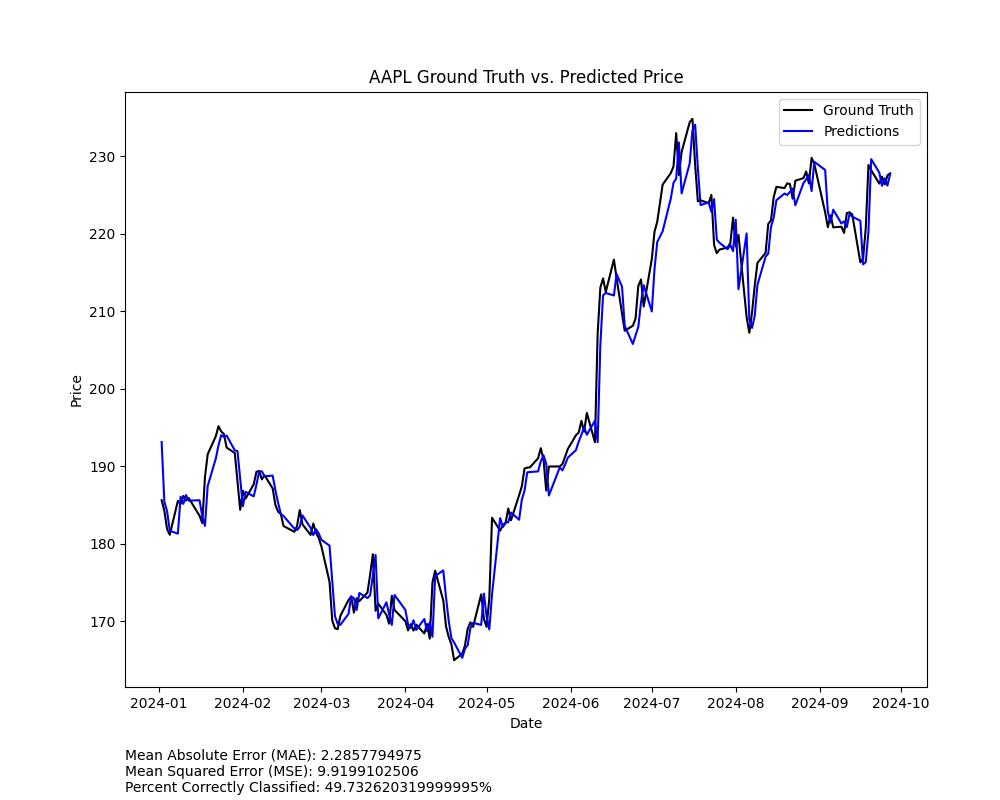 AAPL Ground Truth vs. Predicted Price
Ground Truth
Predictions
Price
230
220
210
200
190
180
170
2024-01 2024-02 2024-03 2024-04 2024-05 2024-06 2024-07 2024-08 2024-09 2024-10
Date
Mean Absolute Error (MAE): 2.2857794975
Mean Squared Error (MSE): 9.9199102506
Percent Correctly Classified: 49.732620319999995%